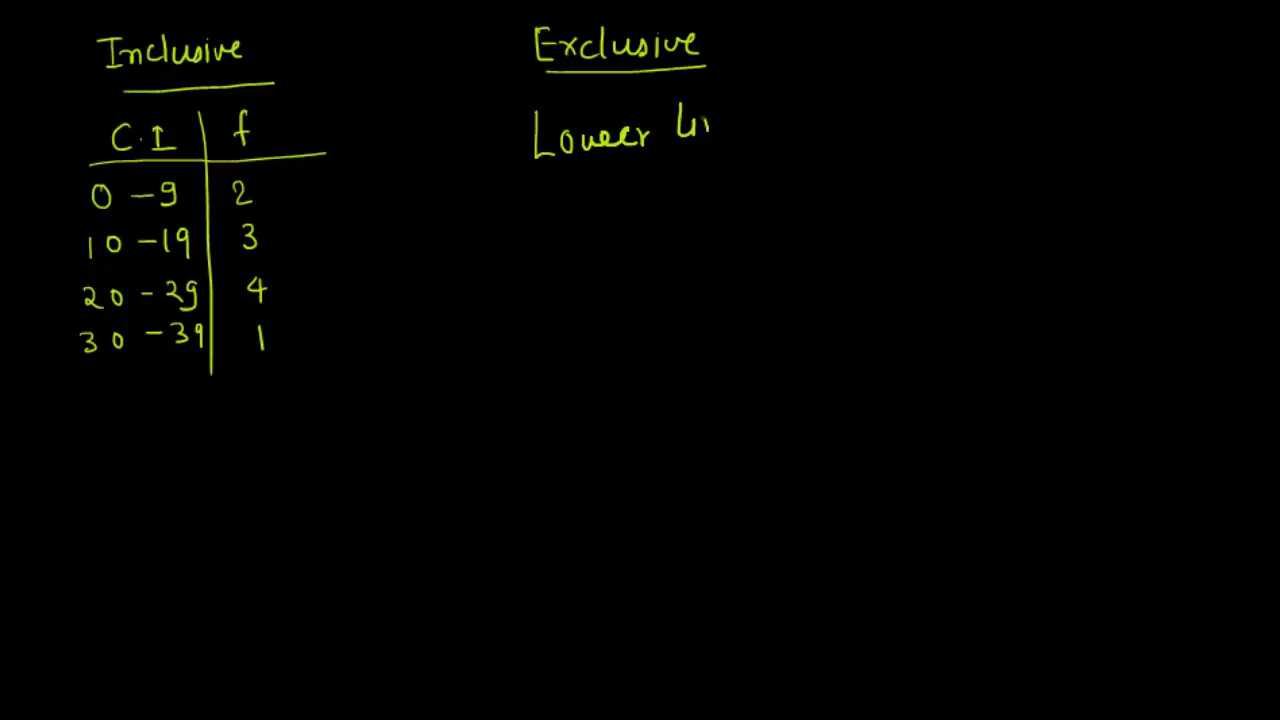 Inclusive
C.I f
0 - 9 2
10 - 19 3
20 - 29 4
30 - 39 1
Exclusive
Lower